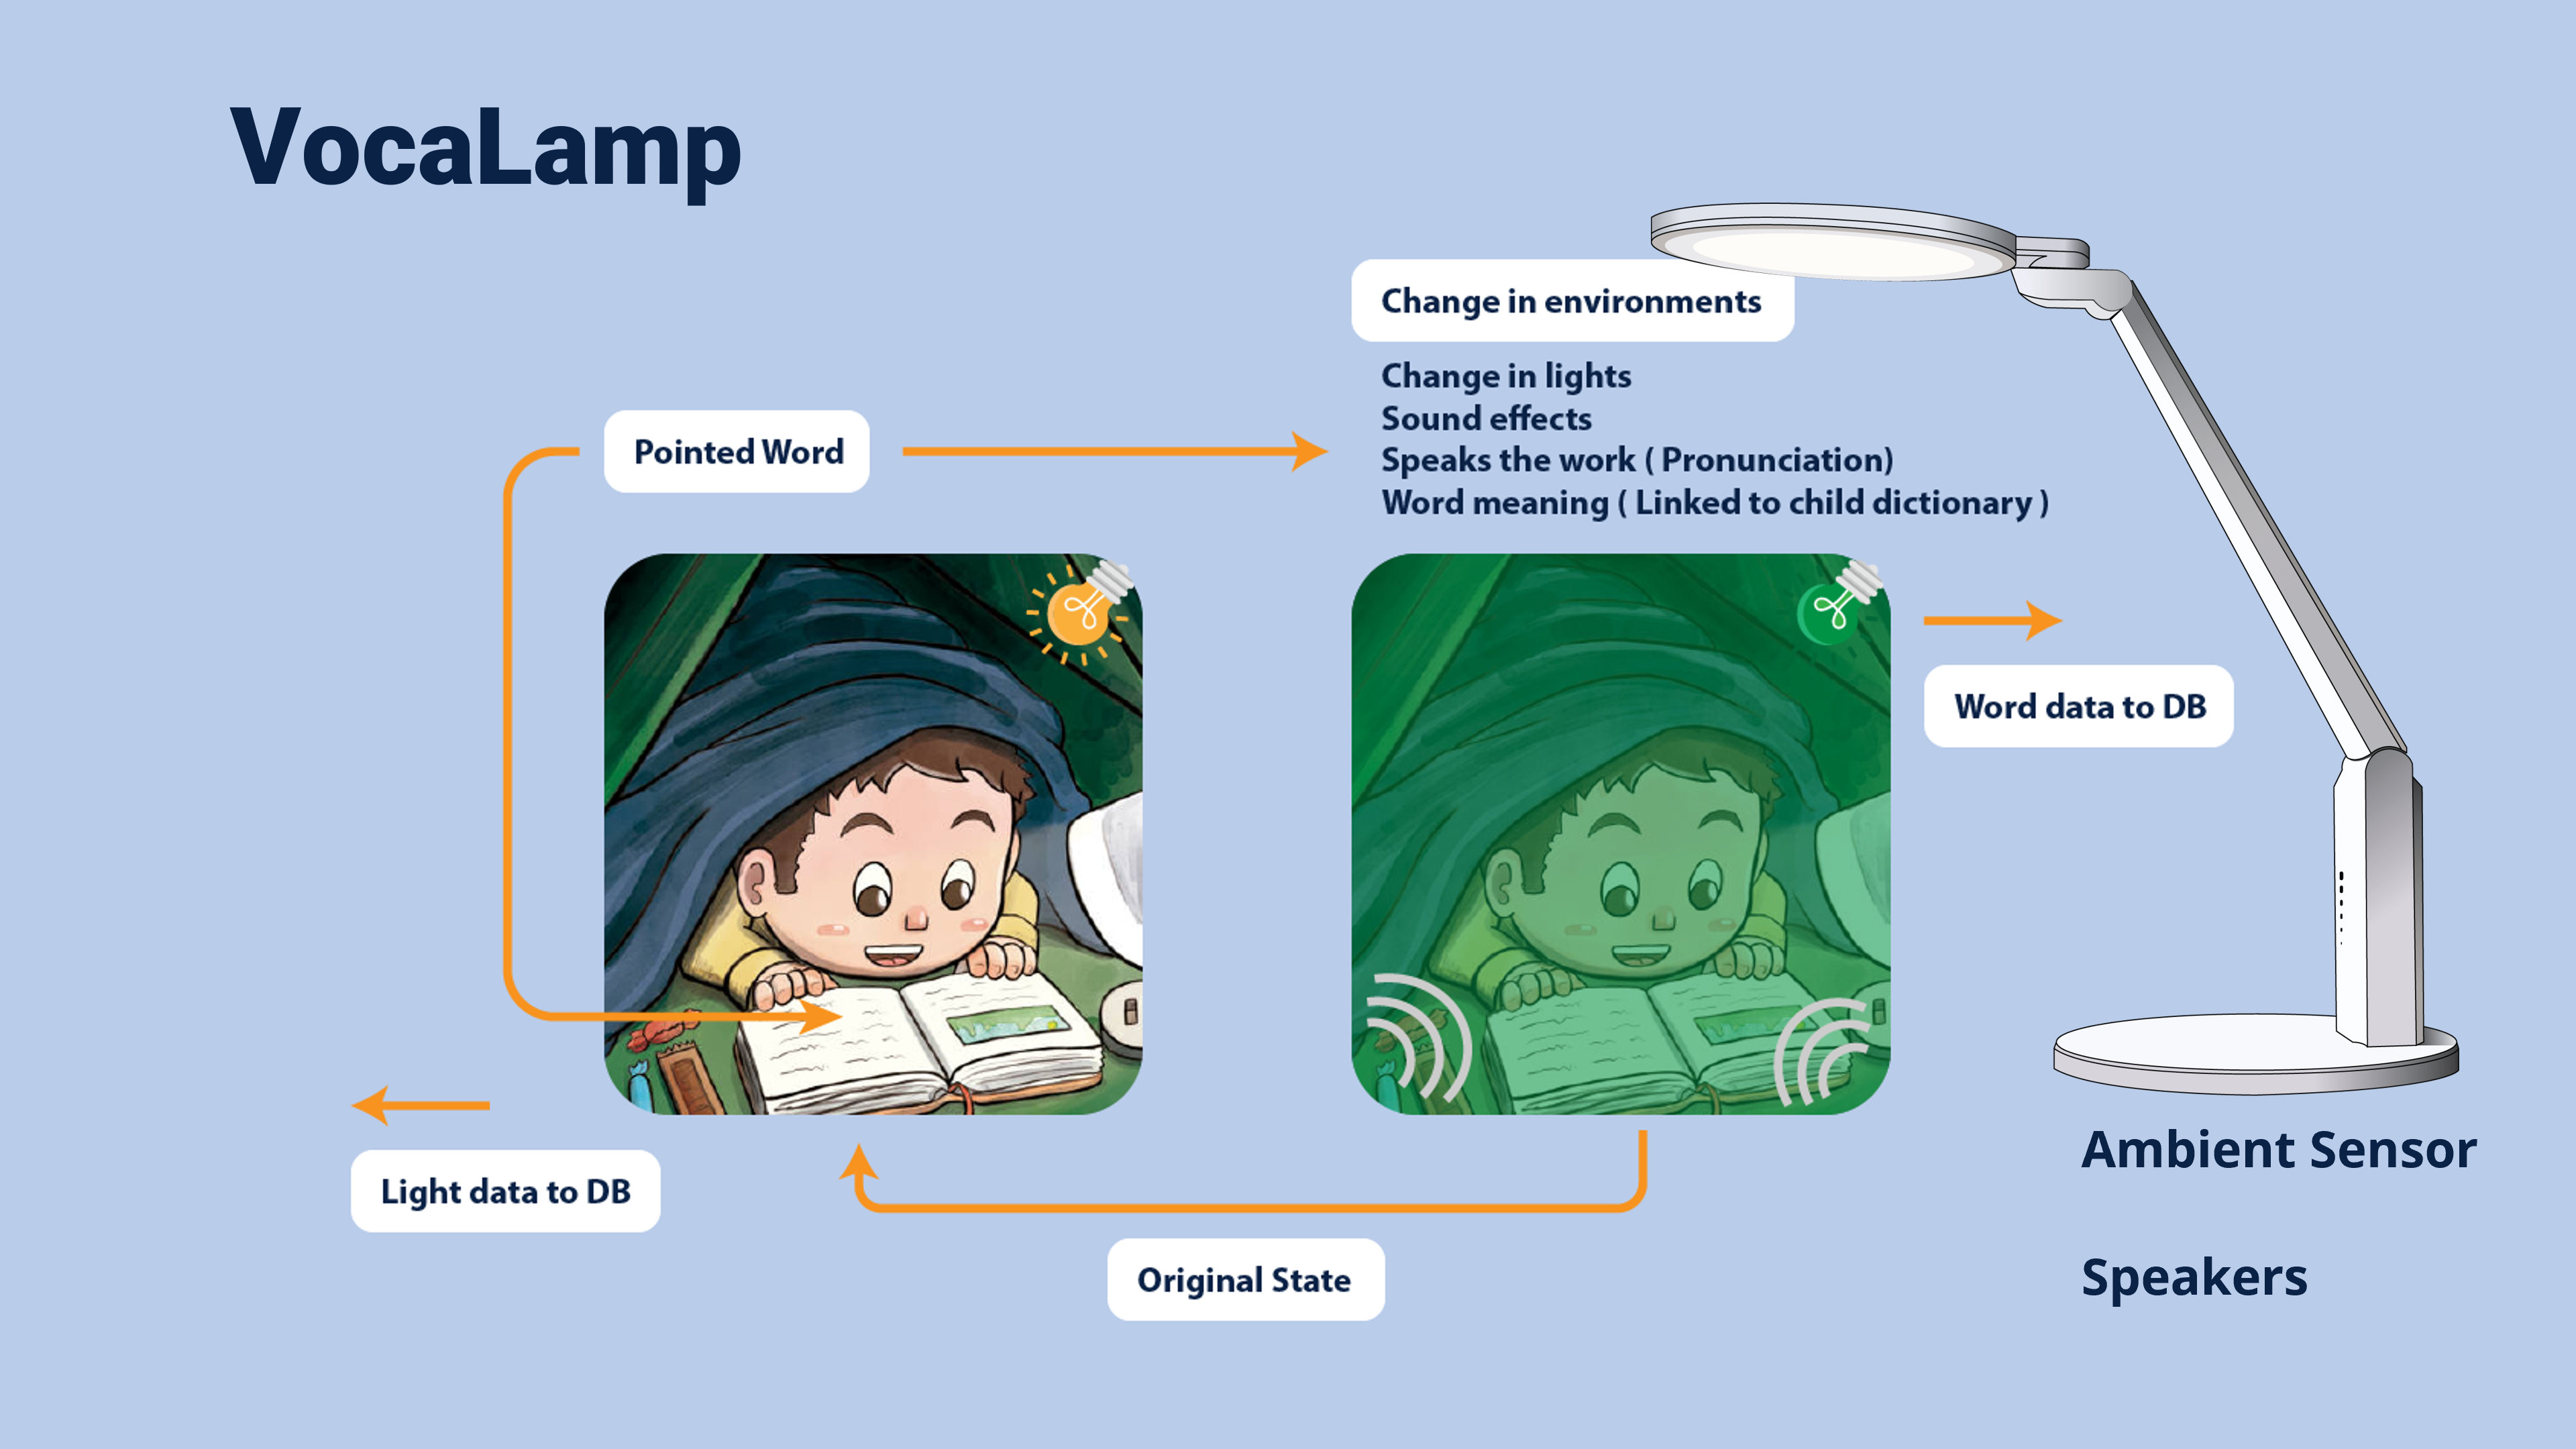 VocaLamp
Change in environments
Change in lights
Sound effects
Speaks the work ( Pronunciation)
Word meaning ( Linked to child dictionary )
Pointed Word
Word data to DB
Light data to DB
Original State
Ambient Sensor
Speakers